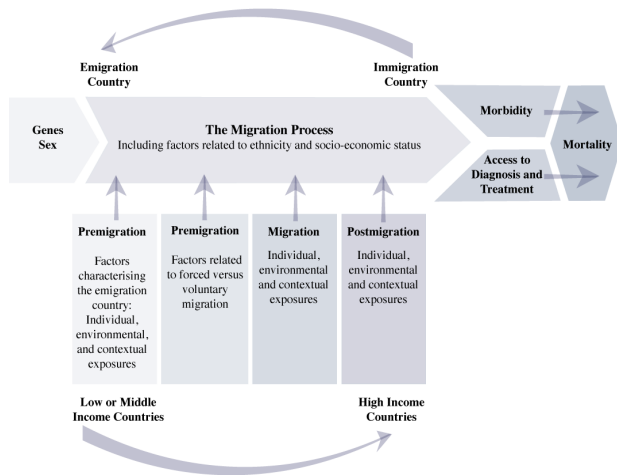 Emigration
Country
Immigration
Country
Genes
Sex
The Migration Process
Including factors related to ethnicity and socio-economic status
Morbidity
Mortality
Access to
Diagnosis and
Treatment
Premigration
Factors
characterising
the emigration
country:
Individual,
environmental,
and contextual
exposures
Premigration
Factors related
to forced versus
voluntary
migration
Migration
Individual,
environmental
and contextual
exposures
Postmigration
Individual,
environmental
and contextual
exposures
Low or Middle
Income Countries
High Income
Countries